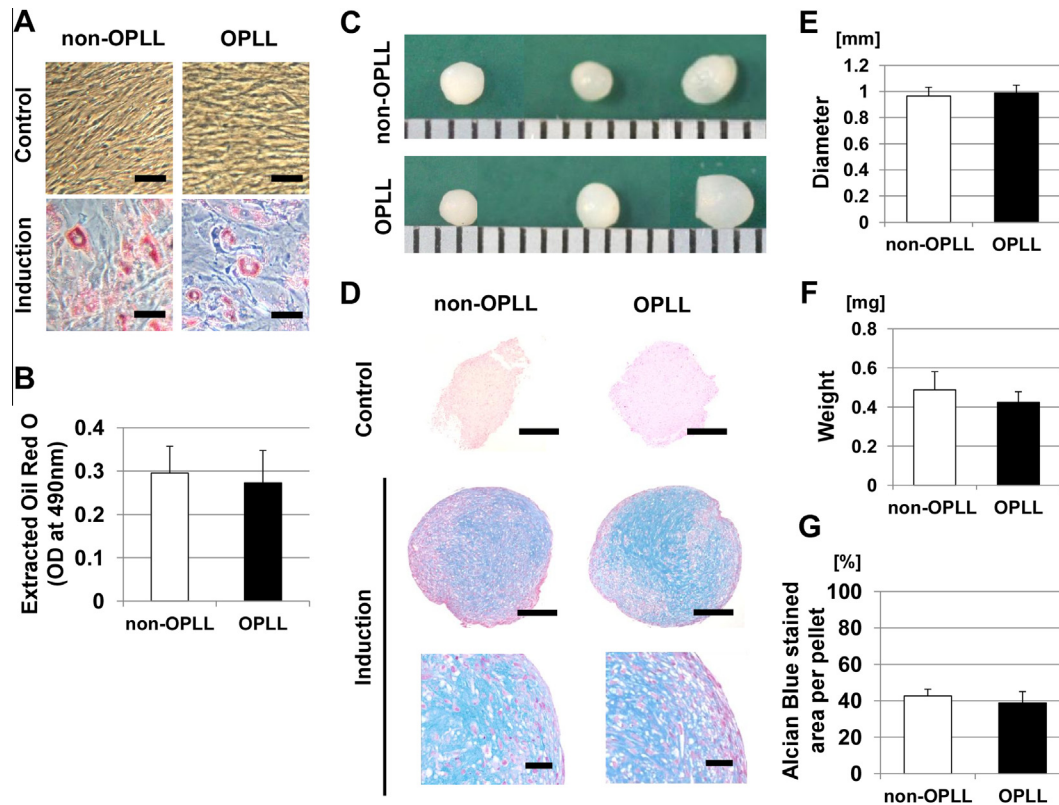 A
non-OPLL
OPLL
Control
Induction
B
Extracted Oil Red O
(OD at 490nm)
0.4
0.3
0.2
0.1
0
non-OPLL
OPLL
C
non-OPLL
OPLL
D
non-OPLL
OPLL
Control
Induction
E
[mm]
Diameter
1.2
1
0.8
0.6
0.4
0.2
0
non-OPLL
OPLL
F
[mg]
Weight
0.8
0.6
0.4
0.2
0
non-OPLL
OPLL
G
[%]
Alcian Blue stained
area per pellet
100
80
60
40
20
0
non-OPLL
OPLL